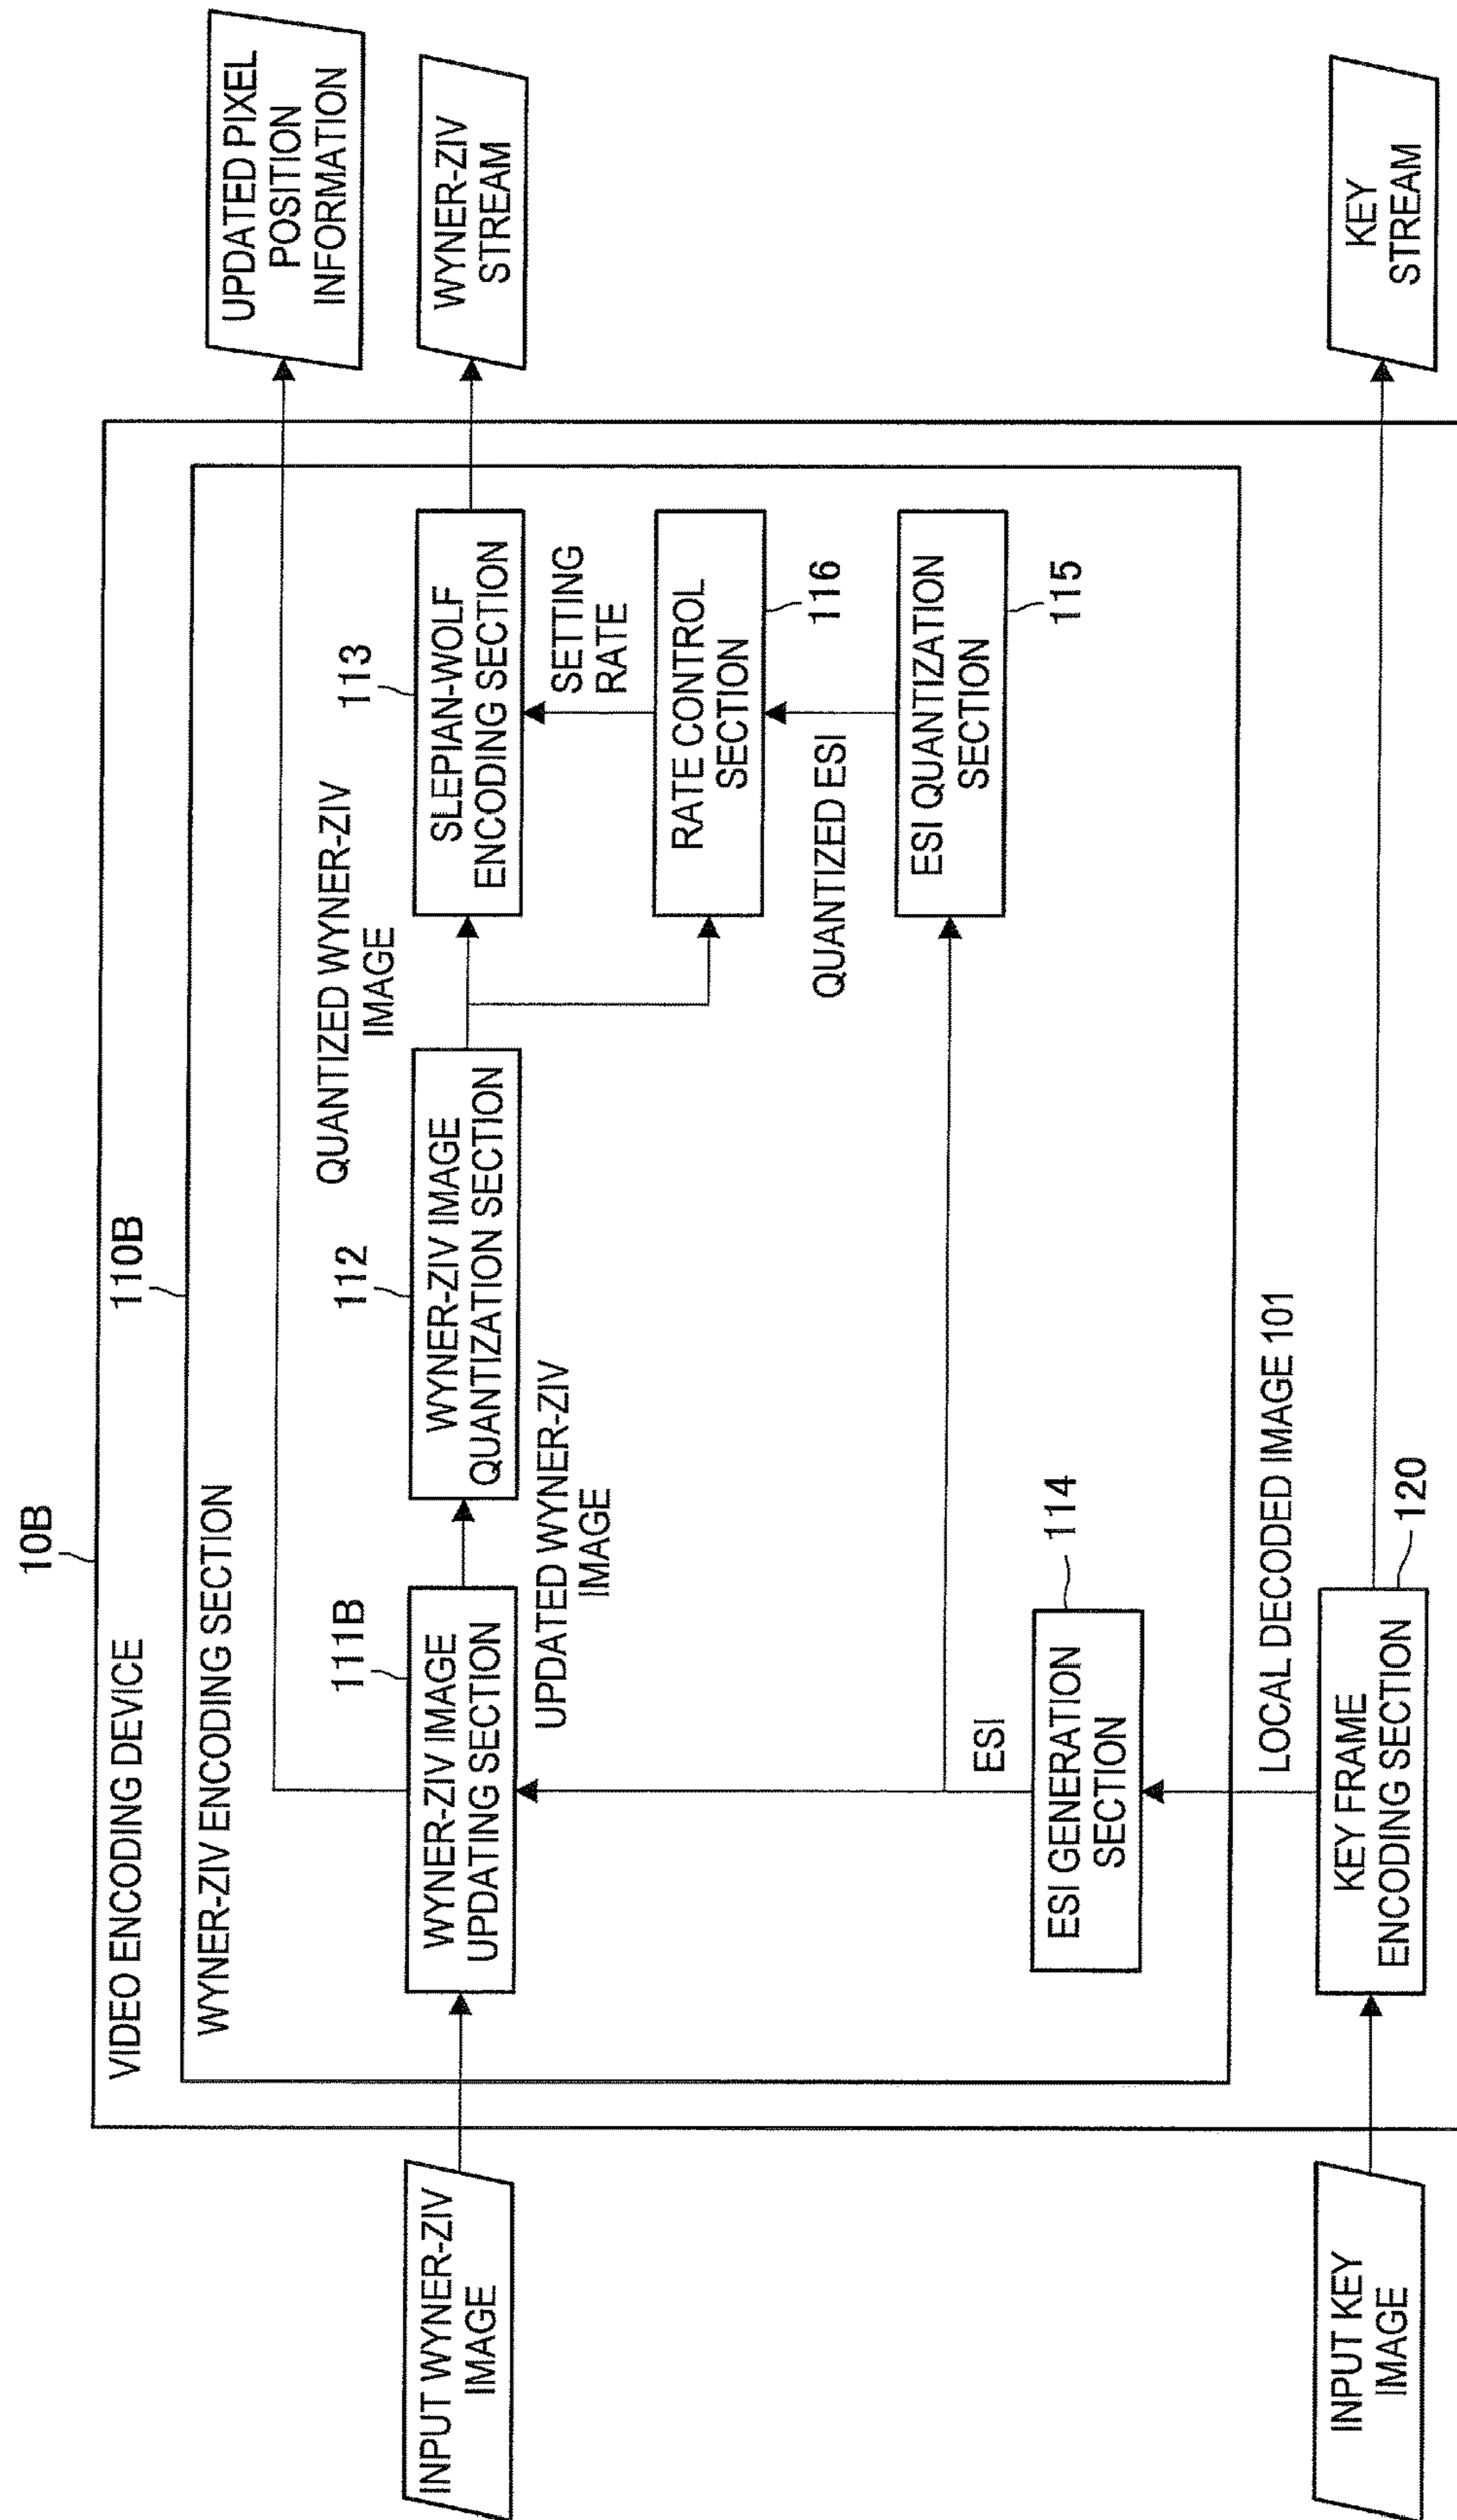 10B
VIDEO ENCODING DEVICE
110B
WYNER-ZIV ENCODING SECTION
UPDATED PIXEL
POSITION
INFORMATION
INPUT WYNER-ZIV
IMAGE
111B
WYNER-ZIV IMAGE
UPDATING SECTION
UPDATED WYNER-ZIV
IMAGE
112
WYNER-ZIV IMAGE
QUANTIZATION SECTION
QUANTIZED WYNER-ZIV
IMAGE
113
SLEPIAN-WOLF
ENCODING SECTION
WYNER-ZIV
STREAM
SETTING
RATE
RATE CONTROL
SECTION
116
QUANTIZED ESI
ESI QUANTIZATION
SECTION
115
ESI
114
ESI GENERATION
SECTION
LOCAL DECODED IMAGE 101
INPUT KEY
IMAGE
KEY FRAME
ENCODING SECTION
120
KEY
STREAM